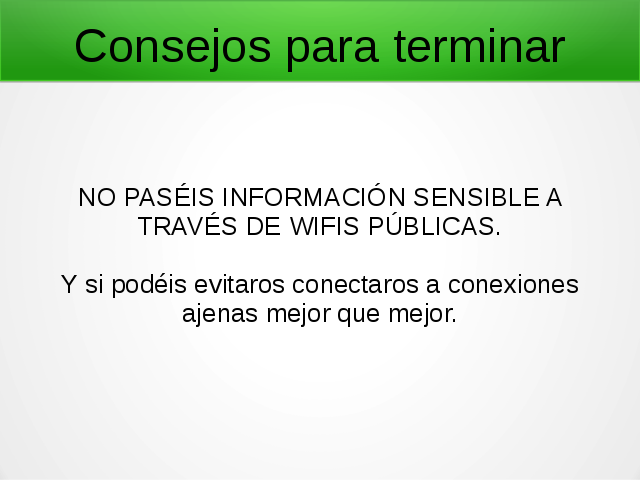 Consejos para terminar
NO PASÉIS INFORMACIÓN SENSIBLE A
TRAVÉS DE WIFIS PÚBLICAS.
Y si podéis evitaros conectaros a conexiones
ajenas mejor que mejor.